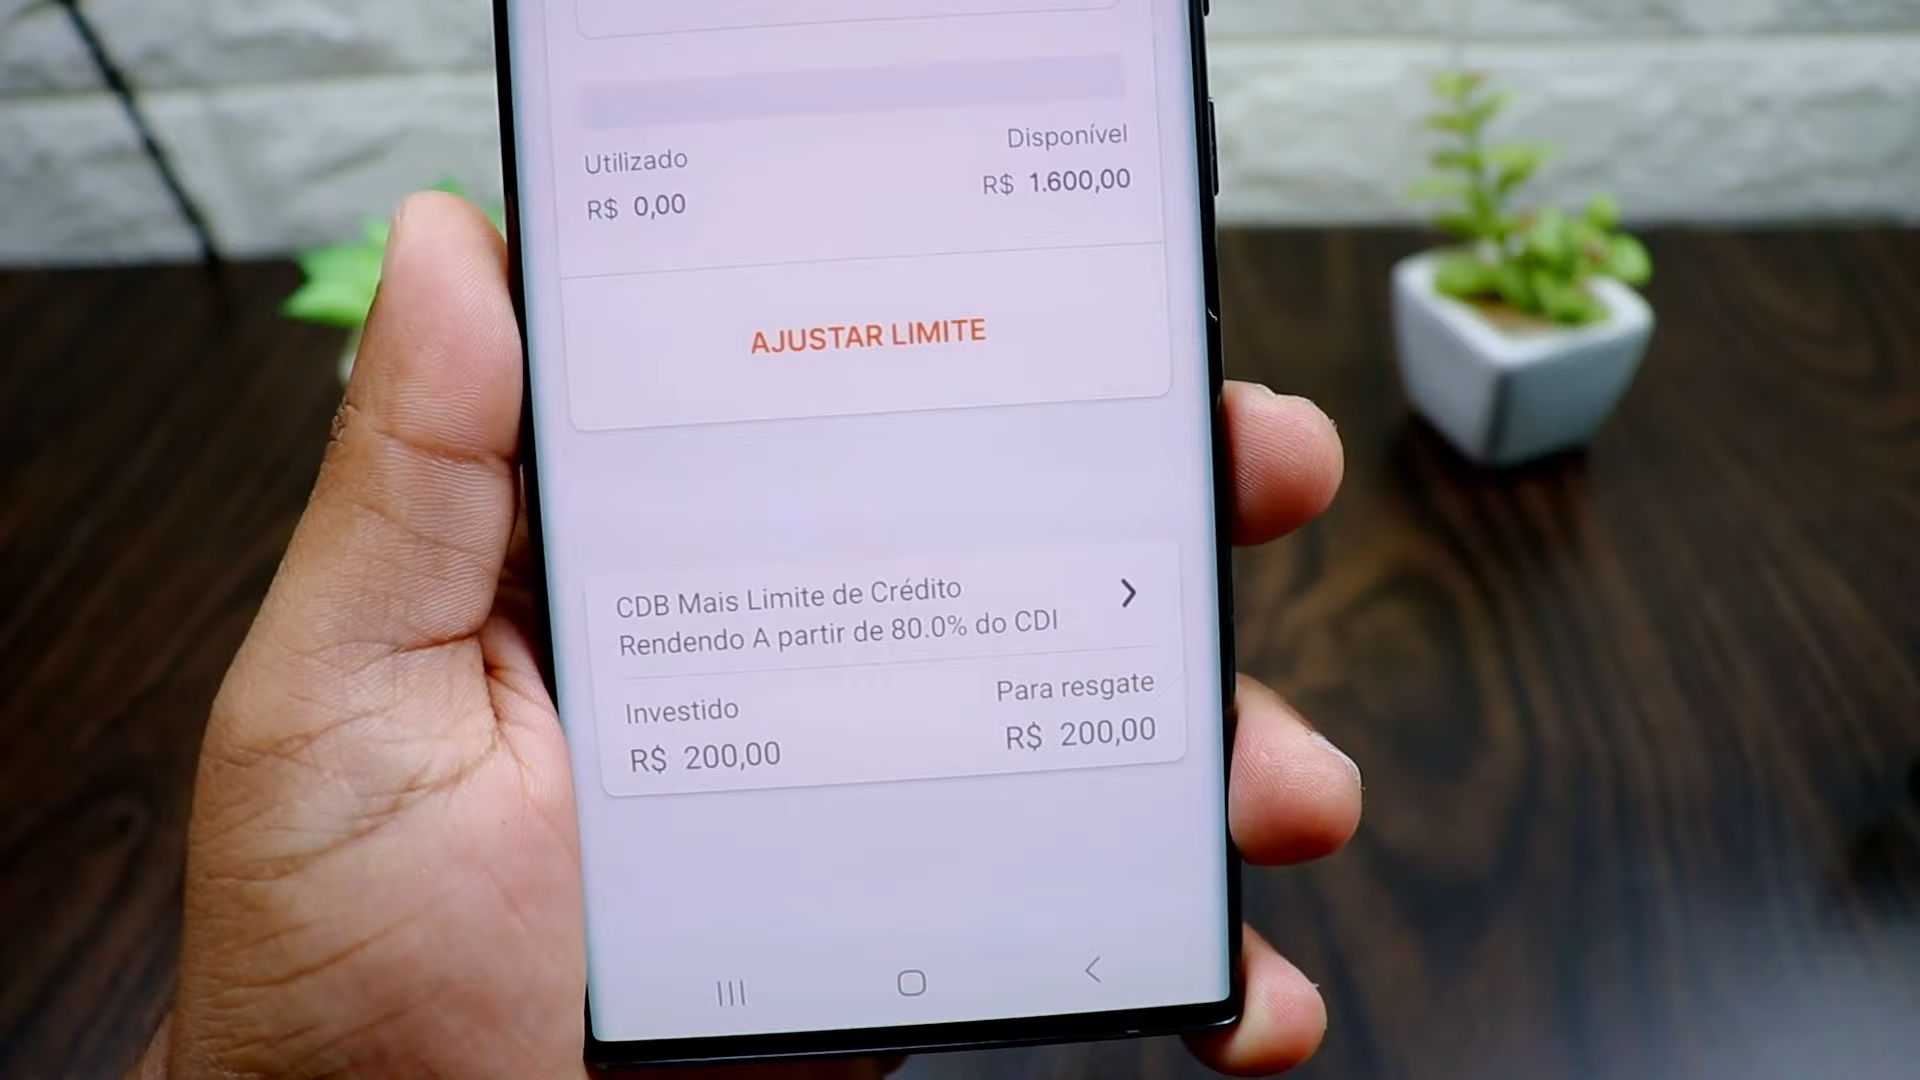 Utilizado
Disponível
R$ 0,00
R$ 1.600,00
AJUSTAR LIMITE
CDB Mais Limite de Crédito
Rendendo A partir de 80.0% do CDI
Investido
Para resgate
R$ 200,00
R$ 200,00